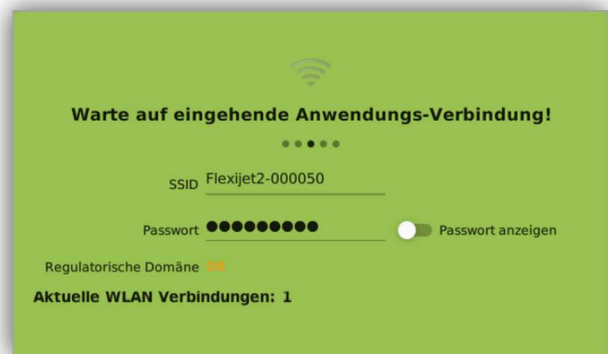 Warte auf eingehende Anwendungs-Verbindung!
SSID Flexijet2-000050
Passwort ●●●●●●●●● Passwort anzeigen
Regulatorische Domäne
Aktuelle WLAN Verbindungen: 1